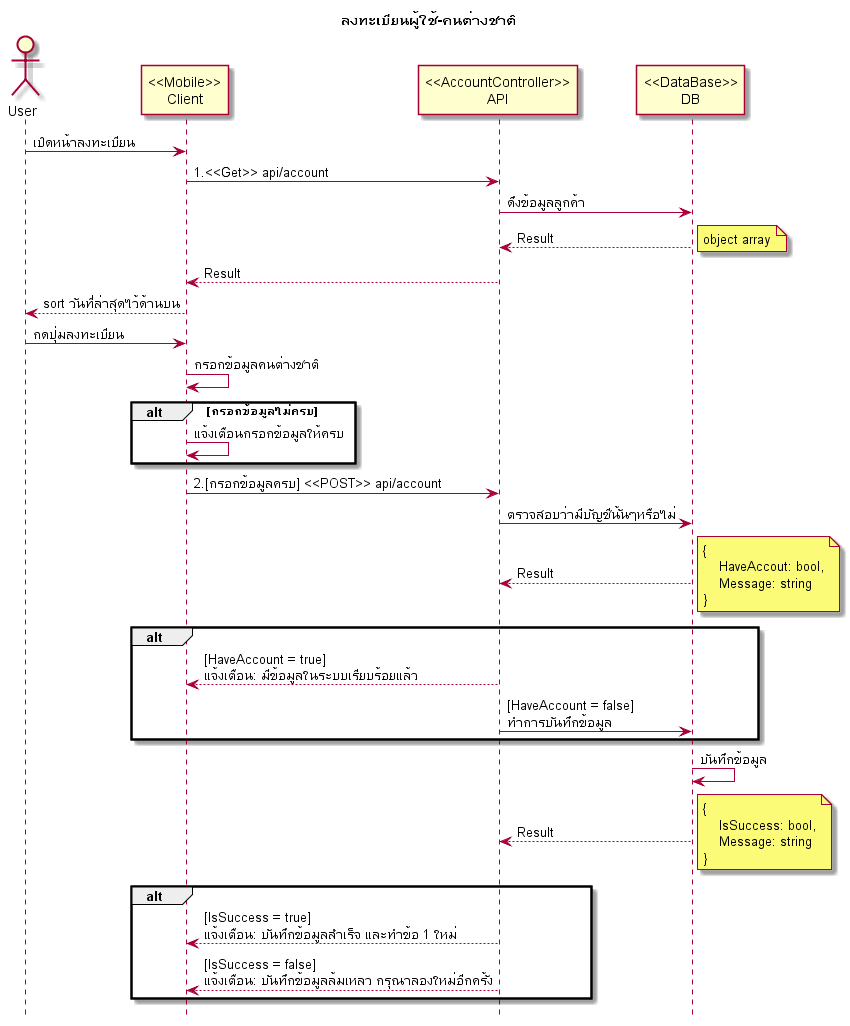 ลงทะเบียนผู้ใช้-คนต่างชาติ
User
<<Mobile>>
Client
<<AccountController>>
API
<<DataBase>>
DB
เปิดหน้าลงทะเบียน
1.<<Get>> api/account
ดึงข้อมูลลูกค้า
Result
object array
Result
sort วันที่ล่าสุดไว้ด้านบน
กดปุ่มลงทะเบียน
กรอกข้อมูลคนต่างชาติ
alt
[กรอกข้อมูลไม่ครบ]
แจ้งเตือนกรอกข้อมูลให้ครบ
2.[กรอกข้อมูลครบ] <<POST>> api/account
ตรวจสอบว่ามีบัญชีนั้นๆหรือไม่
Result
{
HaveAccout: bool,
Message: string
}
alt
[HaveAccount = true]
แจ้งเตือน: มีข้อมูลในระบบเรียบร้อยแล้ว
[HaveAccount = false]
ทำการบันทึกข้อมูล
บันทึกข้อมูล
Result
{
IsSuccess: bool,
Message: string
}
alt
[IsSuccess = true]
แจ้งเตือน: บันทึกข้อมูลสำเร็จ และทำข้อ 1 ใหม่
[IsSuccess = false]
แจ้งเตือน: บันทึกข้อมูลล้มเหลว กรุณาลองใหม่อีกครั้ง